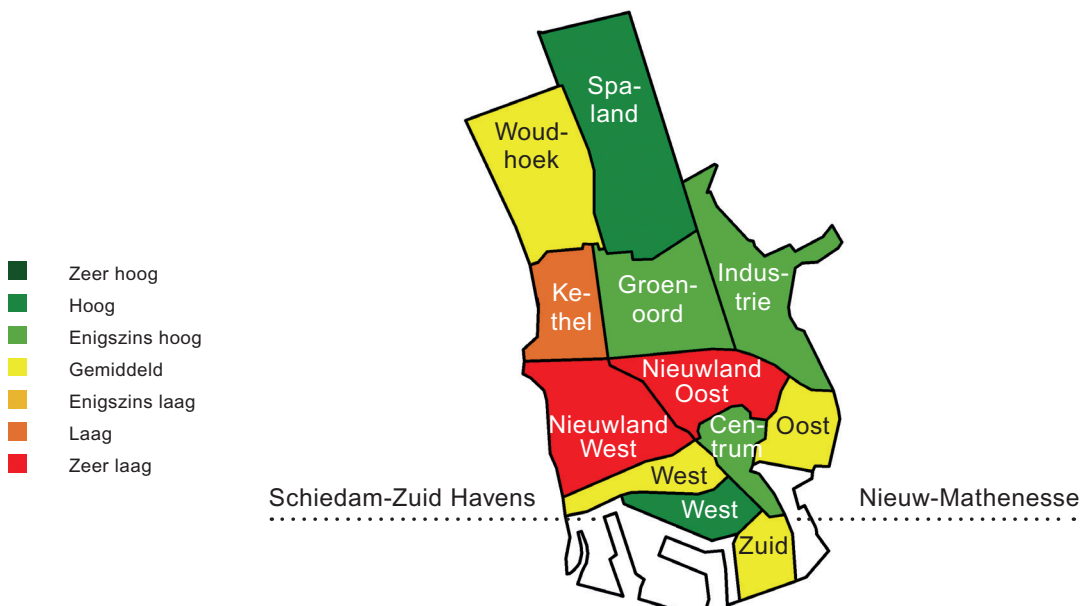 Spa-
land
Woud-
hoek
Zeer hoog
Hoog
Enigszins hoog
Gemiddeld
Enigszins laag
Laag
Zeer laag
Indus-
trie
Groen-
oord
Ke-
thel
Nieuwland
Oost
Nieuwland
West
Cen-
trum
Oost
West
West
Zuid
Schiedam-Zuid Havens
Nieuw-Mathenesse